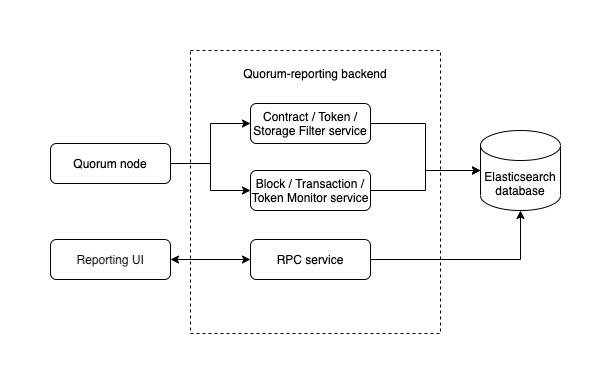 Quorum-reporting backend
Contract / Token /
Storage Filter service
Quorum node
Block / Transaction /
Token Monitor service
Elasticsearch
database
Reporting UI
RPC service